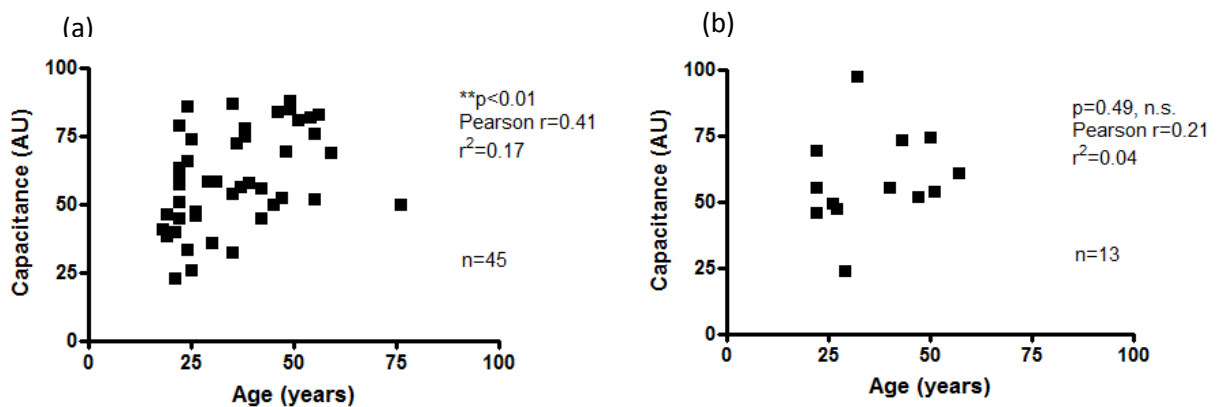 (a)
100
75
50
25
0
Capacitance (AU)
0 25 50 75 100
Age (years)
**p<0.01
Pearson r=0.41
r²=0.17
n=45
(b)
100
75
50
25
0
Capacitance (AU)
0 25 50 75 100
Age (years)
p=0.49, n.s.
Pearson r=0.21
r²=0.04
n=13